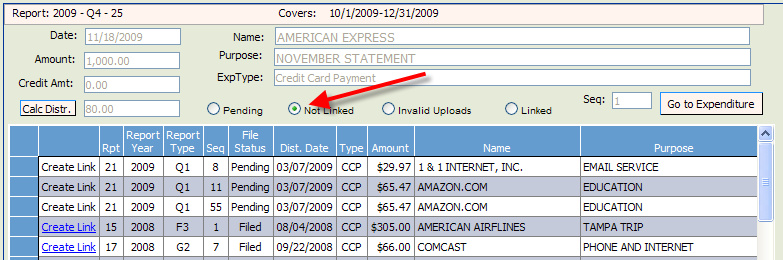 Report: 2009 - Q4 - 25 Covers: 10/1/2009-12/31/2009
Date: 11/18/2009 Name: AMERICAN EXPRESS
Amount: 1,000.00 Purpose: NOVEMBER STATEMENT
Credit Amt: 0.00 ExpType: Credit Card Payment
Calc Distr. 80.00 Pending Not Linked Invalid Uploads Linked Seq: 1 Go to Expenditure
Rpt Report Year Report Type Seq File Status Dist. Date Type Amount Name Purpose
Create Link 21 2009 Q1 8 Pending 03/07/2009 CCP $29.97 1 & 1 INTERNET, INC. EMAIL SERVICE
Create Link 21 2009 Q1 11 Pending 03/07/2009 CCP $65.47 AMAZON.COM EDUCATION
Create Link 21 2009 Q1 55 Pending 03/07/2009 CCP $65.47 AMAZON.COM EDUCATION
Create Link 15 2008 F3 1 Filed 08/04/2008 CCP $305.00 AMERICAN AIRFLINES TAMPA TRIP
Create Link 17 2008 G2 7 Filed 09/22/2008 CCP $66.00 COMCAST PHONE AND INTERNET